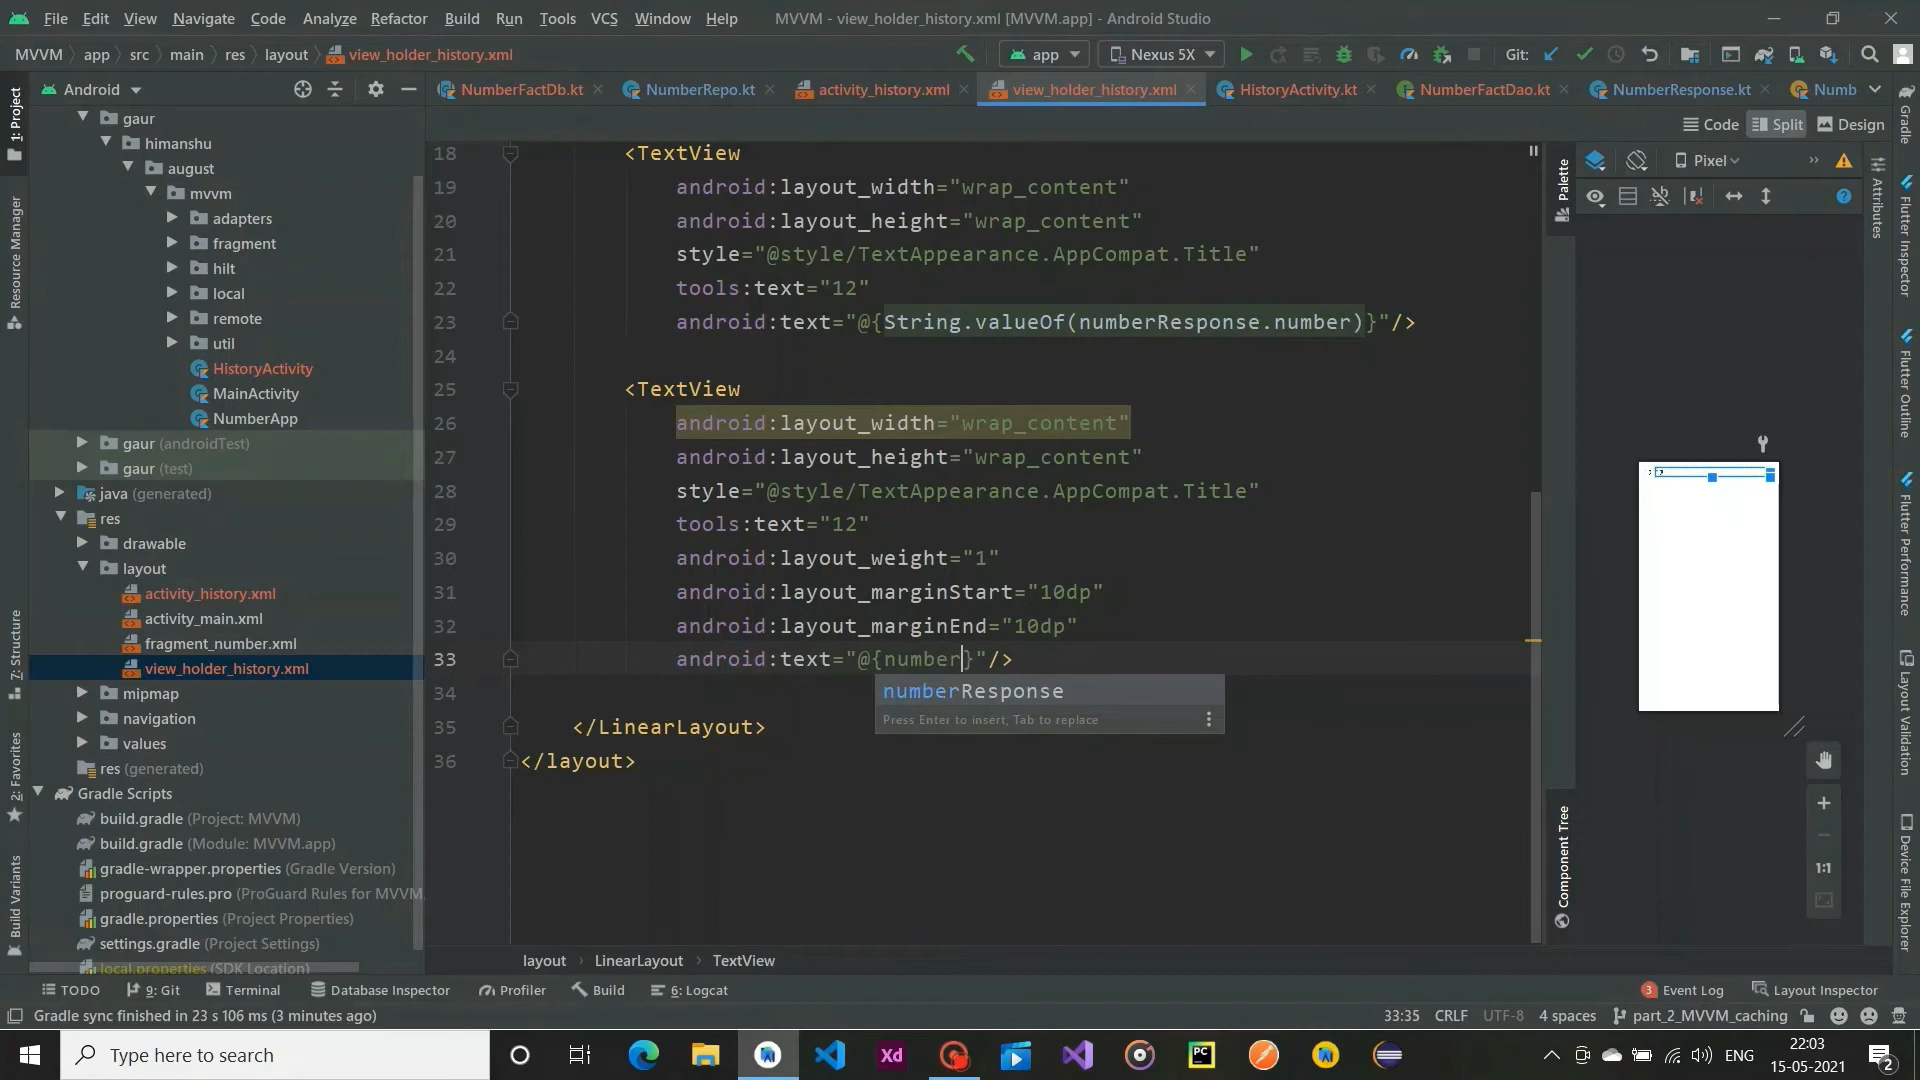 File Edit View Navigate Code Analyze Refactor Build Run Tools VCS Window Help MVVM - view_holder_history.xml [MVVM.app] - Android Studio
MVVM app src main res layout view_holder_history.xml app Nexus 5X Git:
Android NumberFactDb.kt NumberRepo.kt activity_history.xml view_holder_history.xml HistoryActivity.kt NumberFactDao.kt NumberResponse.kt Numb
Code Split Design
gaur
himanshu
august
mvvm
adapters
fragment
hilt
local
remote
util
HistoryActivity
MainActivity
NumberApp
gaur (androidTest)
gaur (test)
java (generated)
res
drawable
layout
activity_history.xml
activity_main.xml
fragment_number.xml
view_holder_history.xml
mipmap
navigation
values
res (generated)
Gradle Scripts
build.gradle (Project: MVVM)
build.gradle (Module: MVVM.app)
gradle-wrapper.properties (Gradle Version)
proguard-rules.pro (ProGuard Rules for MVVM.
gradle.properties (Project Properties)
settings.gradle (Project Settings)
local.properties (SDK Location)
1: Project
Resource Manager
7: Structure
2: Favorites
Build Variants
18 <TextView
19 android:layout_width="wrap_content"
20 android:layout_height="wrap_content"
21 style="@style/TextAppearance.AppCompat.Title"
22 tools:text="12"
23 android:text="@{String.valueOf(numberResponse.number)}"/>
24
25 <TextView
26 android:layout_width="wrap_content"
27 android:layout_height="wrap_content"
28 style="@style/TextAppearance.AppCompat.Title"
29 tools:text="12"
30 android:layout_weight="1"
31 android:layout_marginStart="10dp"
32 android:layout_marginEnd="10dp"
33 android:text="@{number}"/>
numberResponse
Press Enter to insert, Tab to replace
34
35 </LinearLayout>
36 </layout>
layout LinearLayout TextView
Palette
Component Tree
Pixel
1:1
Attributes
Gradle
Flutter Inspector
Flutter Outline
Flutter Performance
Layout Validation
Device File Explorer
TODO 9: Git Terminal Database Inspector Profiler Build 6: Logcat 3 Event Log Layout Inspector
Gradle sync finished in 23 s 106 ms (3 minutes ago) 33:35 CRLF UTF-8 4 spaces part_2_MVVM_caching
Type here to search Xd PC ENG 22:03
15-05-2021 2